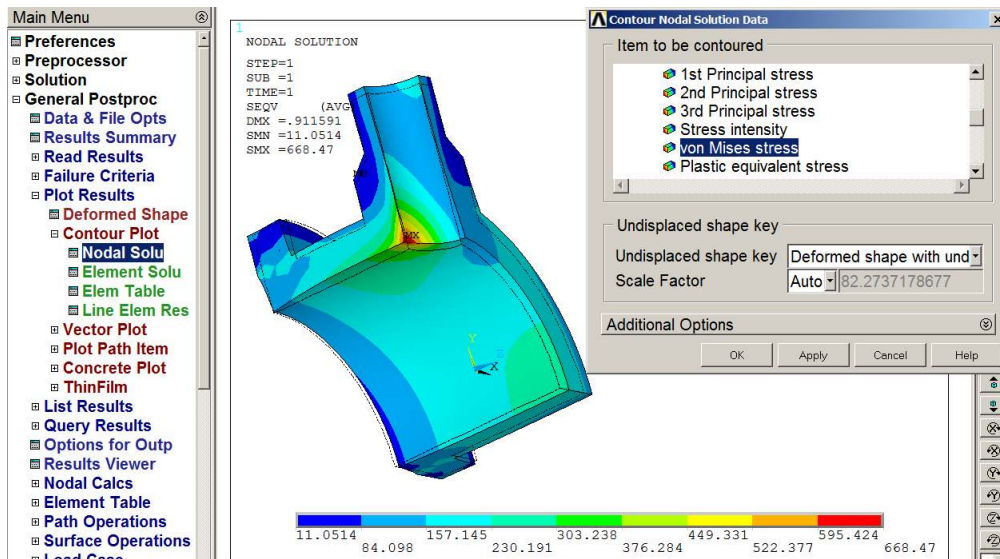 Main Menu
Preferences
Preprocessor
Solution
General Postproc
Data & File Opts
Results Summary
Read Results
Failure Criteria
Plot Results
Deformed Shape
Contour Plot
Nodal Solu
Element Solu
Elem Table
Line Elem Res
Vector Plot
Plot Path Item
Concrete Plot
ThinFilm
List Results
Query Results
Options for Outp
Results Viewer
Nodal Calcs
Element Table
Path Operations
Surface Operations
Load Case
1
NODAL SOLUTION
STEP=1
SUB =1
TIME=1
SEQV (AVG
DMX =.911591
SMN =11.0514
SMX =668.47
MX
Y
Z
X
11.0514 157.145 303.238 449.331 595.424
84.098 230.191 376.284 522.377 668.47
Contour Nodal Solution Data
Item to be contoured
1st Principal stress
2nd Principal stress
3rd Principal stress
Stress intensity
von Mises stress
Plastic equivalent stress
Undisplaced shape key
Undisplaced shape key Deformed shape with und
Scale Factor Auto 82.2737178677
Additional Options
OK Apply Cancel Help